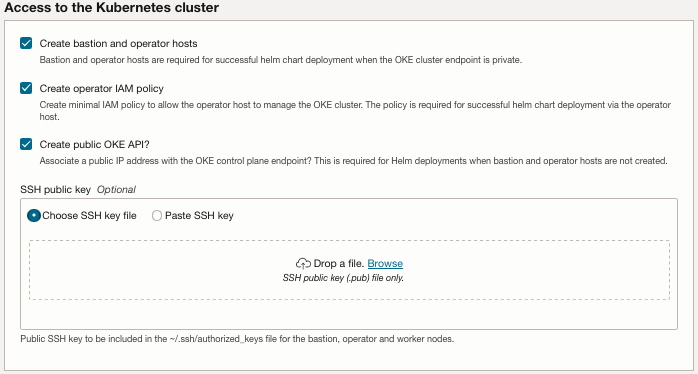 Access to the Kubernetes cluster
Create bastion and operator hosts
Bastion and operator hosts are required for successful helm chart deployment when the OKE cluster endpoint is private.
Create operator IAM policy
Create minimal IAM policy to allow the operator host to manage the OKE cluster. The policy is required for successful helm chart deployment via the operator
host.
Create public OKE API?
Associate a public IP address with the OKE control plane endpoint? This is required for Helm deployments when bastion and operator hosts are not created.
SSH public key Optional
Choose SSH key file Paste SSH key
Drop a file. Browse
SSH public key (.pub) file only.
Public SSH key to be included in the ~/.ssh/authorized_keys file for the bastion, operator and worker nodes.